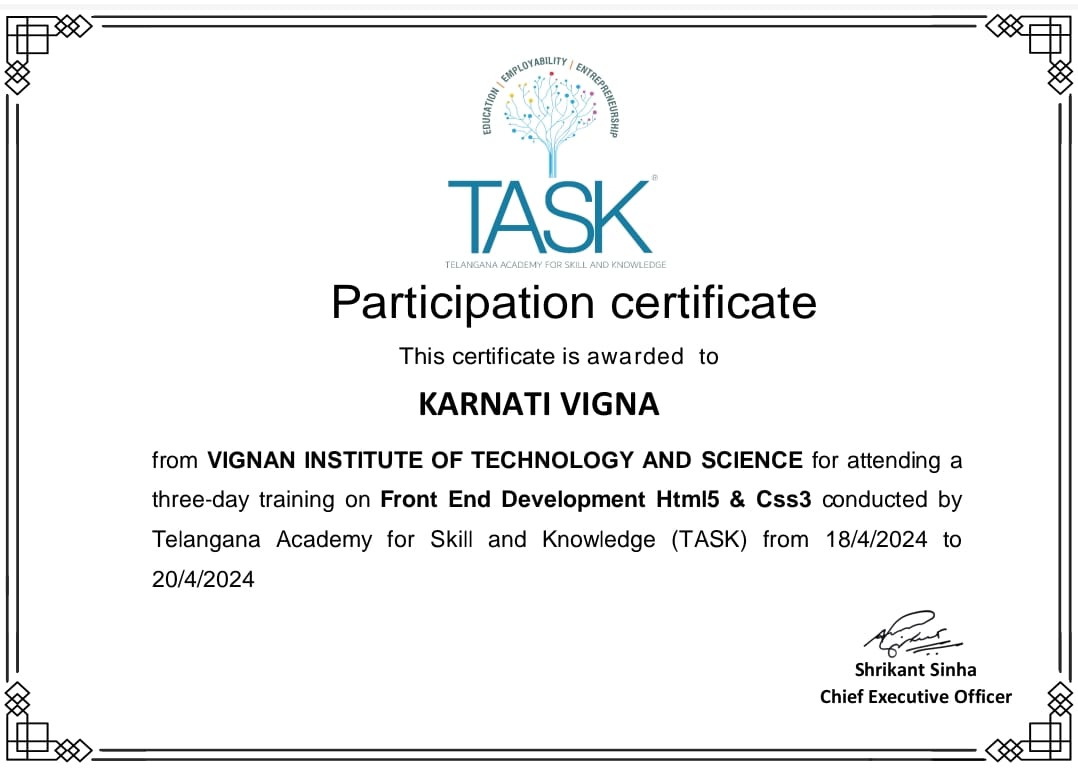 EDUCATION | EMPLOYABILITY | ENTREPRENEURSHIP
TASK®
TELANGANA ACADEMY FOR SKILL AND KNOWLEDGE
Participation certificate
This certificate is awarded to
KARNATI VIGNA
from VIGNAN INSTITUTE OF TECHNOLOGY AND SCIENCE for attending a
three-day training on Front End Development Html5 & Css3 conducted by
Telangana Academy for Skill and Knowledge (TASK) from 18/4/2024 to
20/4/2024
Shrikant Sinha
Chief Executive Officer